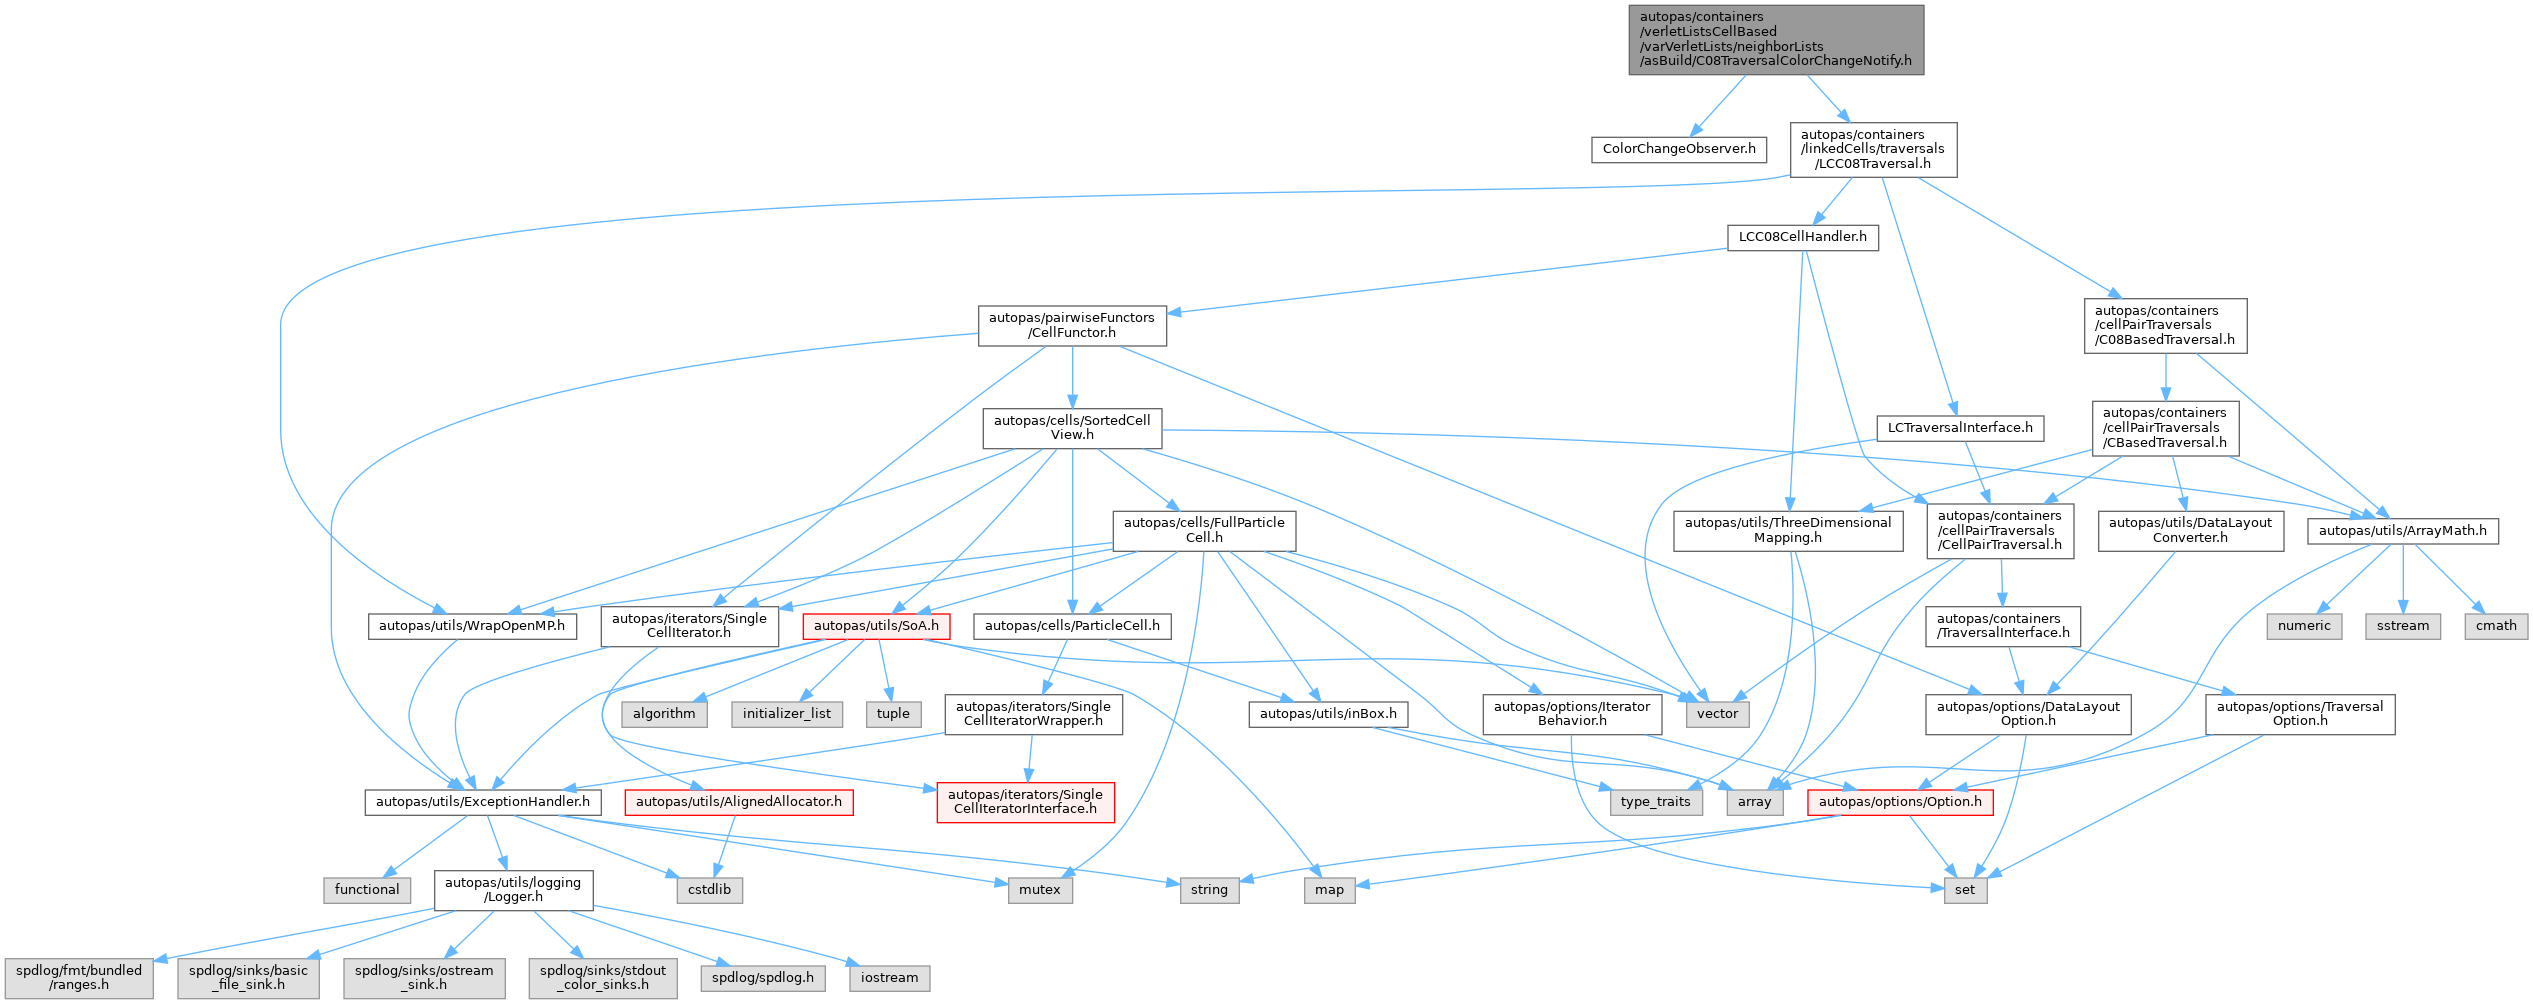 autopas/containers
/verletListsCellBased
/varVerletLists/neighborLists
/asBuild/C08TraversalColorChangeNotify.h
ColorChangeObserver.h
autopas/containers
/linkedCells/traversals
/LCC08Traversal.h
LCC08CellHandler.h
autopas/pairwiseFunctors
/CellFunctor.h
autopas/containers
/cellPairTraversals
/C08BasedTraversal.h
autopas/cells/SortedCell
View.h
LCTraversalInterface.h
autopas/containers
/cellPairTraversals
/CBasedTraversal.h
autopas/cells/FullParticle
Cell.h
autopas/utils/ThreeDimensional
Mapping.h
autopas/containers
/cellPairTraversals
/CellPairTraversal.h
autopas/utils/DataLayout
Converter.h
autopas/utils/ArrayMath.h
autopas/utils/WrapOpenMP.h
autopas/iterators/Single
CellIterator.h
autopas/utils/SoA.h
autopas/cells/ParticleCell.h
autopas/containers
/TraversalInterface.h
numeric
sstream
cmath
algorithm
initializer_list
tuple
autopas/iterators/Single
CellIteratorWrapper.h
autopas/utils/inBox.h
autopas/options/Iterator
Behavior.h
vector
autopas/options/DataLayout
Option.h
autopas/options/Traversal
Option.h
autopas/utils/ExceptionHandler.h
autopas/utils/AlignedAllocator.h
autopas/iterators/Single
CellIteratorInterface.h
type_traits
array
autopas/options/Option.h
functional
autopas/utils/logging
/Logger.h
cstdlib
mutex
string
map
set
spdlog/fmt/bundled
/ranges.h
spdlog/sinks/basic
_file_sink.h
spdlog/sinks/ostream
_sink.h
spdlog/sinks/stdout
_color_sinks.h
spdlog/spdlog.h
iostream